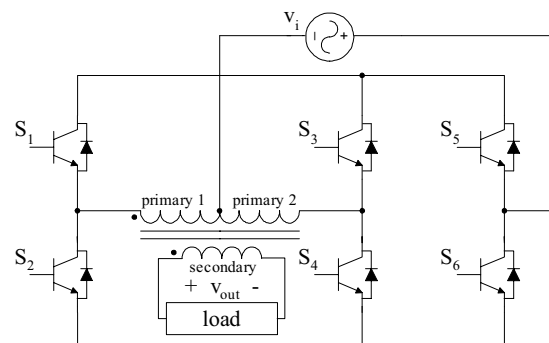 v_i
- +
S_1
S_3
S_5
primary 1 primary 2
S_2
secondary
S_4
S_6
+ v_out -
load